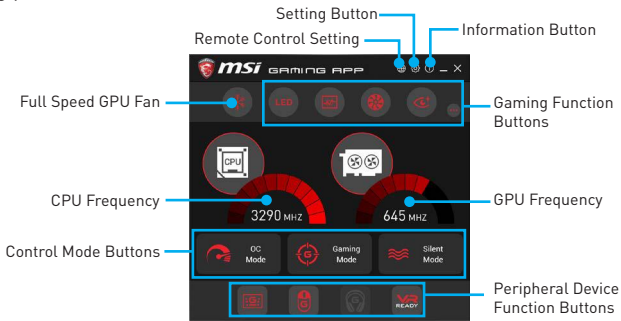 Setting Button
Information Button
Remote Control Setting
msi GAMING APP
Full Speed GPU Fan
LED
Gaming Function
Buttons
CPU
CPU Frequency
3290 MHZ
645 MHZ
GPU Frequency
Control Mode Buttons
OC
Mode
G
Gaming
Mode
Silent
Mode
VR
READY
Peripheral Device
Function Buttons